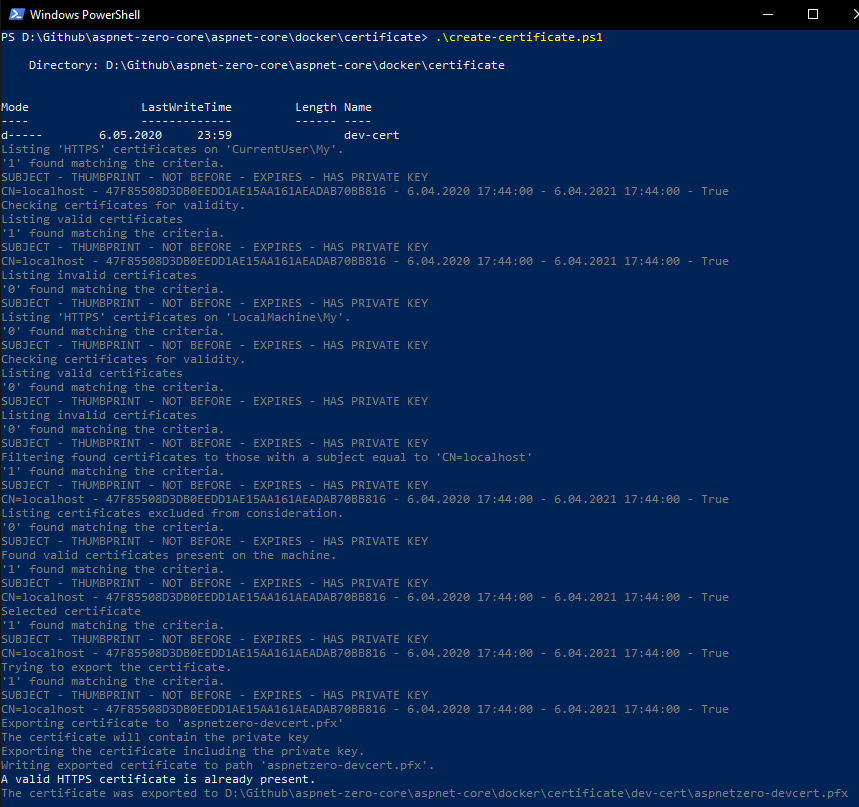 Windows PowerShell
PS D:\Github\aspnet-zero-core\aspnet-core\docker\certificate> .\create-certificate.ps1
Directory: D:\Github\aspnet-zero-core\aspnet-core\docker\certificate
Mode LastWriteTime Length Name
---- ------------- ------ ----
d----- 6.05.2020 23:59 dev-cert
Listing 'HTTPS' certificates on 'CurrentUser\My'.
'1' found matching the criteria.
SUBJECT - THUMBPRINT - NOT BEFORE - EXPIRES - HAS PRIVATE KEY
CN=localhost - 47F85508D3DB0EEDD1AE15AA161AEADAB70BB816 - 6.04.2020 17:44:00 - 6.04.2021 17:44:00 - True
Checking certificates for validity.
Listing valid certificates
'1' found matching the criteria.
SUBJECT - THUMBPRINT - NOT BEFORE - EXPIRES - HAS PRIVATE KEY
CN=localhost - 47F85508D3DB0EEDD1AE15AA161AEADAB70BB816 - 6.04.2020 17:44:00 - 6.04.2021 17:44:00 - True
Listing invalid certificates
'0' found matching the criteria.
SUBJECT - THUMBPRINT - NOT BEFORE - EXPIRES - HAS PRIVATE KEY
Listing 'HTTPS' certificates on 'LocalMachine\My'.
'0' found matching the criteria.
SUBJECT - THUMBPRINT - NOT BEFORE - EXPIRES - HAS PRIVATE KEY
Checking certificates for validity.
Listing valid certificates
'0' found matching the criteria.
SUBJECT - THUMBPRINT - NOT BEFORE - EXPIRES - HAS PRIVATE KEY
Listing invalid certificates
'0' found matching the criteria.
SUBJECT - THUMBPRINT - NOT BEFORE - EXPIRES - HAS PRIVATE KEY
Filtering found certificates to those with a subject equal to 'CN=localhost'
'1' found matching the criteria.
SUBJECT - THUMBPRINT - NOT BEFORE - EXPIRES - HAS PRIVATE KEY
CN=localhost - 47F85508D3DB0EEDD1AE15AA161AEADAB70BB816 - 6.04.2020 17:44:00 - 6.04.2021 17:44:00 - True
Listing certificates excluded from consideration.
'0' found matching the criteria.
SUBJECT - THUMBPRINT - NOT BEFORE - EXPIRES - HAS PRIVATE KEY
Found valid certificates present on the machine.
'1' found matching the criteria.
SUBJECT - THUMBPRINT - NOT BEFORE - EXPIRES - HAS PRIVATE KEY
CN=localhost - 47F85508D3DB0EEDD1AE15AA161AEADAB70BB816 - 6.04.2020 17:44:00 - 6.04.2021 17:44:00 - True
Selected certificate
'1' found matching the criteria.
SUBJECT - THUMBPRINT - NOT BEFORE - EXPIRES - HAS PRIVATE KEY
CN=localhost - 47F85508D3DB0EEDD1AE15AA161AEADAB70BB816 - 6.04.2020 17:44:00 - 6.04.2021 17:44:00 - True
Trying to export the certificate.
'1' found matching the criteria.
SUBJECT - THUMBPRINT - NOT BEFORE - EXPIRES - HAS PRIVATE KEY
CN=localhost - 47F85508D3DB0EEDD1AE15AA161AEADAB70BB816 - 6.04.2020 17:44:00 - 6.04.2021 17:44:00 - True
Exporting certificate to 'aspnetzero-devcert.pfx'
The certificate will contain the private key
Exporting the certificate including the private key.
Writing exported certificate to path 'aspnetzero-devcert.pfx'.
A valid HTTPS certificate is already present.
The certificate was exported to D:\Github\aspnet-zero-core\aspnet-core\docker\certificate\dev-cert\aspnetzero-devcert.pfx